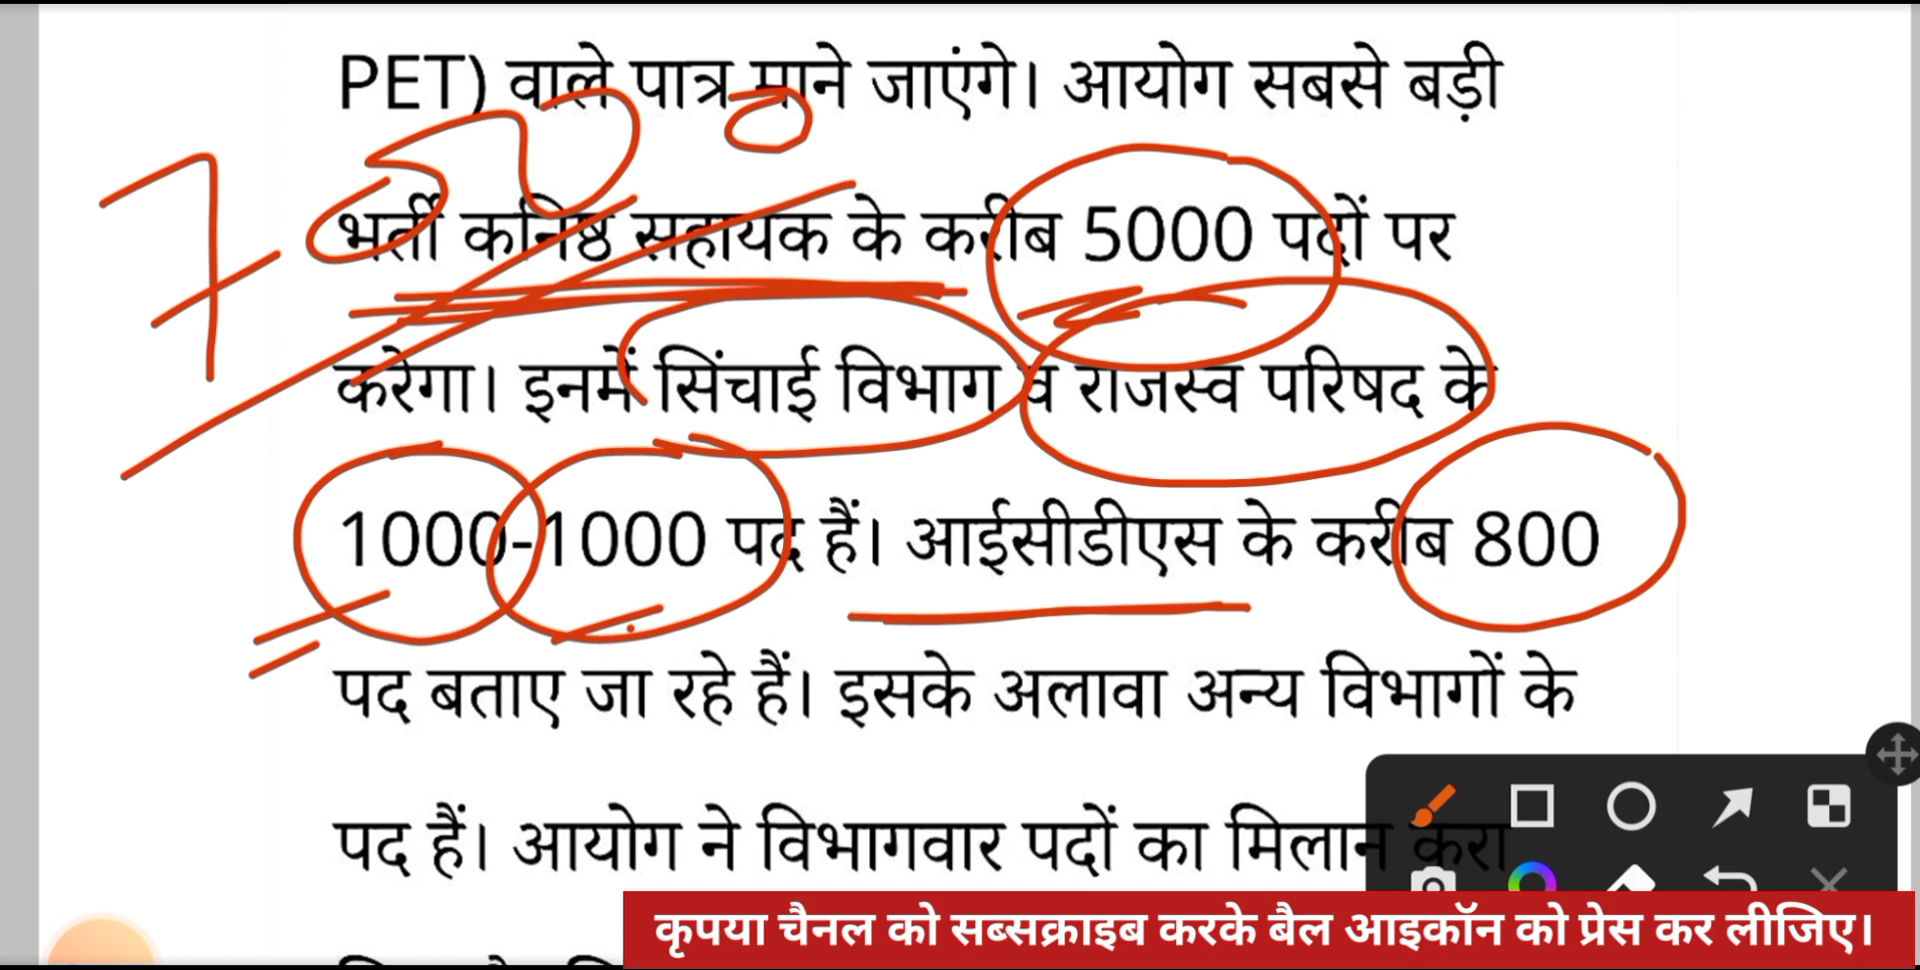 PET) वाले पात्र माने जाएंगे। आयोग सबसे बड़ी
भर्ती कनिष्ठ सहायक के करीब 5000 पदों पर
करेगा। इनमें सिंचाई विभाग व राजस्व परिषद के
1000-1000 पद हैं। आईसीडीएस के करीब 800
पद बताए जा रहे हैं। इसके अलावा अन्य विभागों के
पद हैं। आयोग ने विभागवार पदों का मिलान करा
कृपया चैनल को सब्सक्राइब करके बैल आइकॉन को प्रेस कर लीजिए।